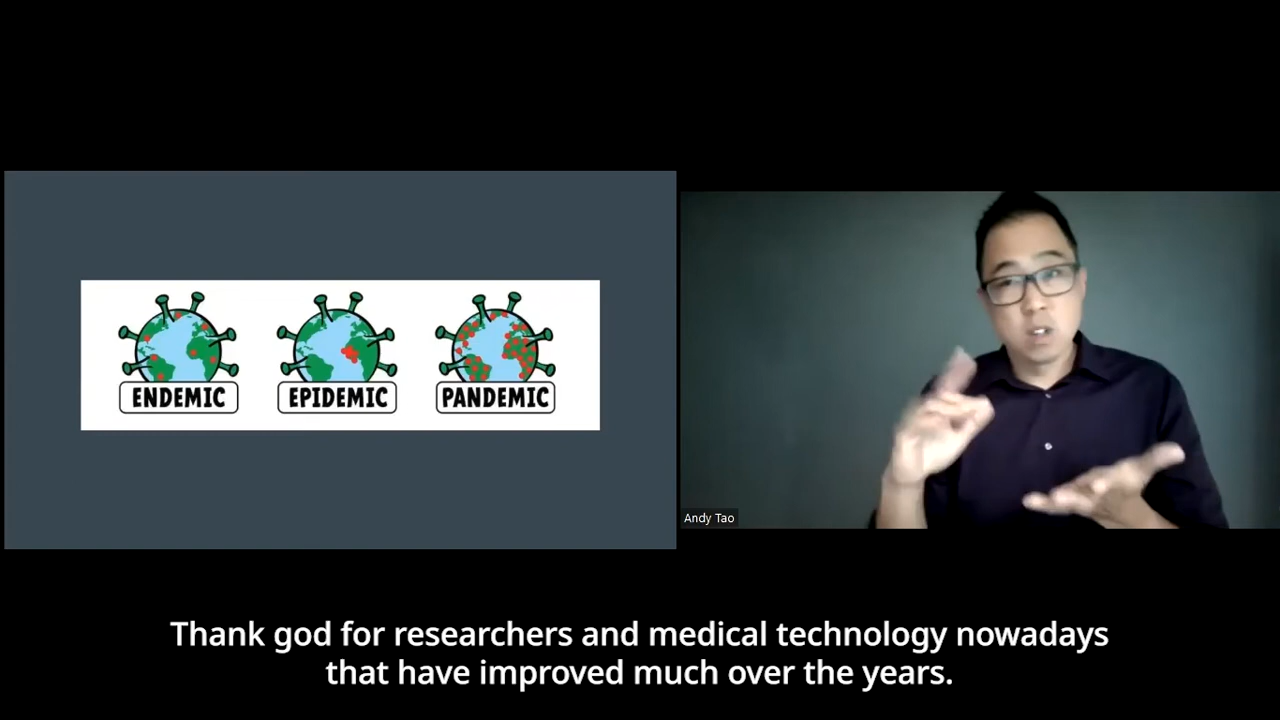 ENDEMIC
EPIDEMIC
PANDEMIC
Andy Tao
Thank god for researchers and medical technology nowadays
that have improved much over the years.